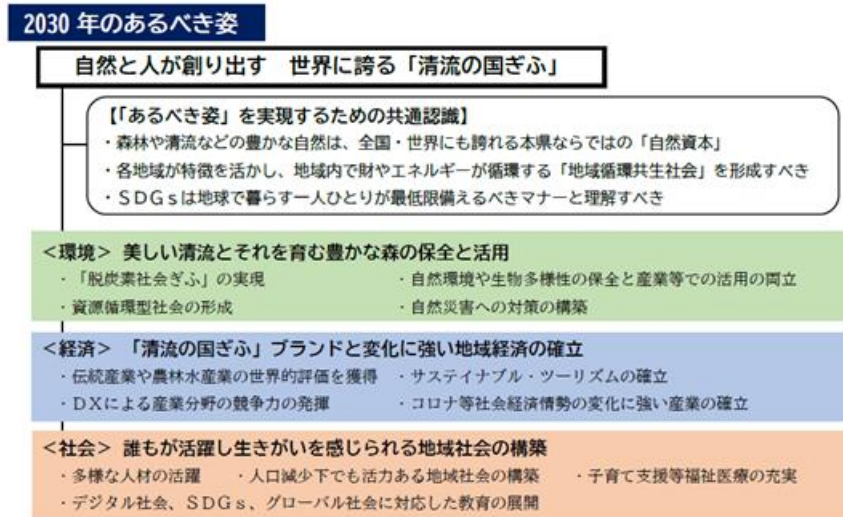 2030 年のあるべき姿
自然と人が創り出す　世界に誇る「清流の国ぎふ」
【「あるべき姿」を実現するための共通認識】
・森林や清流などの豊かな自然は、全国・世界にも誇れる本県ならではの「自然資本」
・各地域が特徴を活かし、地域内で財やエネルギーが循環する「地域循環共生社会」を形成すべき
・ＳＤＧｓは地球で暮らす一人ひとりが最低限備えるべきマナーと理解すべき
＜環境＞ 美しい清流とそれを育む豊かな森の保全と活用
・「脱炭素社会ぎふ」の実現　・自然環境や生物多様性の保全と産業等での活用の両立
・資源循環型社会の形成　・自然災害への対策の構築
＜経済＞ 「清流の国ぎふ」ブランドと変化に強い地域経済の確立
・伝統産業や農林水産業の世界的評価を獲得　・サステイナブル・ツーリズムの確立
・ＤＸによる産業分野の競争力の発揮　・コロナ等社会経済情勢の変化に強い産業の確立
＜社会＞ 誰もが活躍し生きがいを感じられる地域社会の構築
・多様な人材の活躍　・人口減少下でも活力ある地域社会の構築　・子育て支援等福祉医療の充実
・デジタル社会、ＳＤＧｓ、グローバル社会に対応した教育の展開